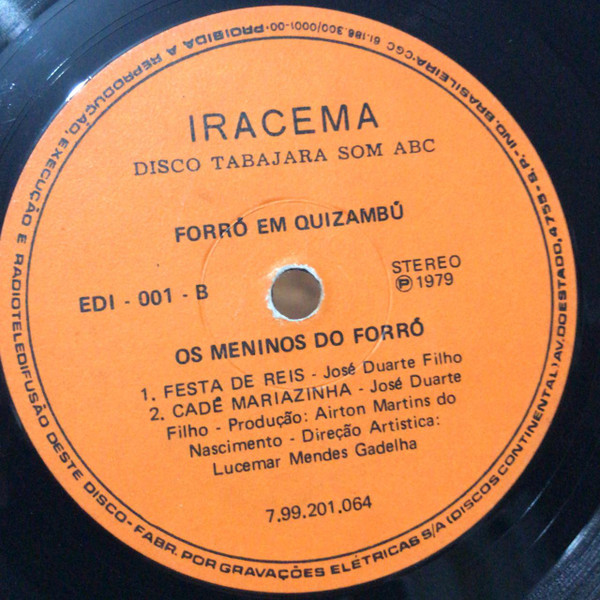 IRACEMA
DISCO TABAJARA SOM ABC
FORRÓ EM QUIZAMBÚ
EDI - 001 - B
STEREO
Ⓟ 1979
OS MENINOS DO FORRÓ
1. FESTA DE REIS - José Duarte Filho
2. CADÊ MARIAZINHA - José Duarte
Filho - Produção: Airton Martins do
Nascimento - Direção Artistica:
Lucemar Mendes Gadelha
7.99.201.064
PROIBIDA A REPRODUÇÃO, EXECUÇÃO E RADIOTELEDIFUSÃO DESTE DISCO - FABR. POR GRAVAÇÕES ELÉTRICAS S/A (DISCOS CONTINENTAL) AV. DO ESTADO, 4755 - S.P. - IND. BRASILEIRA - CGC 61.186.300/0001-00 •